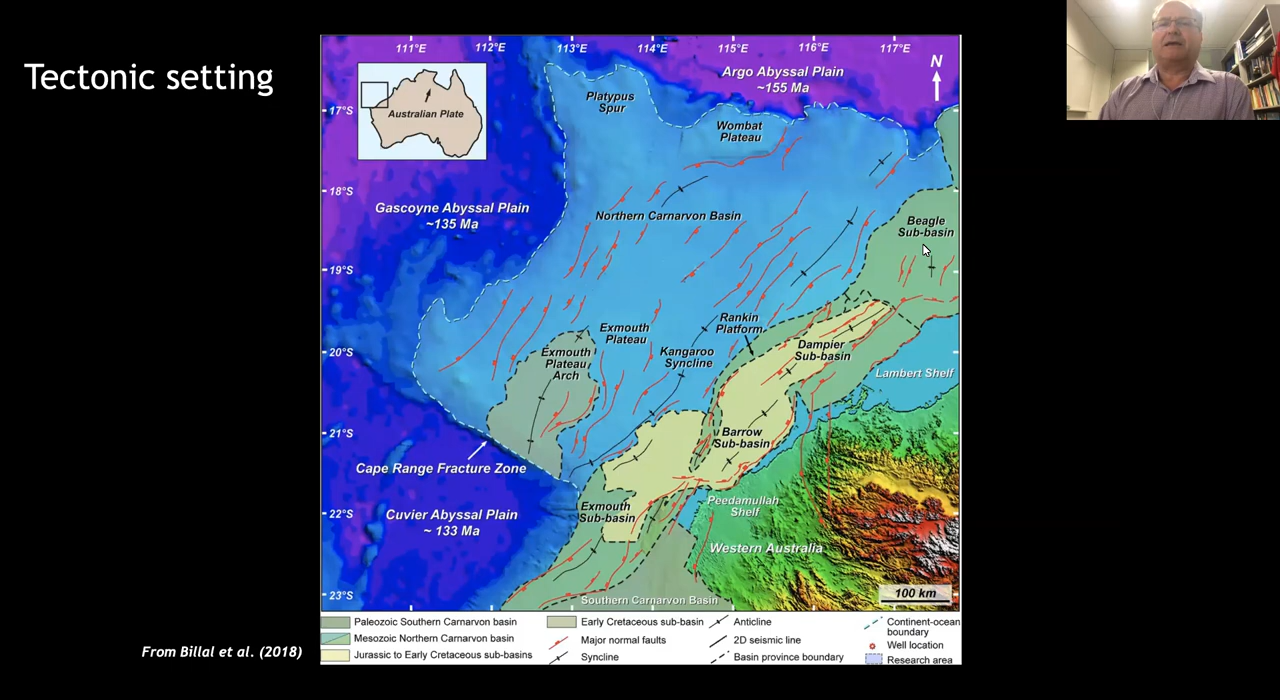 Tectonic setting
111°E 112°E 113°E 114°E 115°E 116°E 117°E
N
Argo Abyssal Plain
~155 Ma
Australian Plate
Platypus
Spur
17°S
Wombat
Plateau
18°S
Gascoyne Abyssal Plain
~135 Ma
Northern Carnarvon Basin
Beagle
Sub-basin
19°S
Rankin
Platform
Exmouth
Plateau
Exmouth
Plateau
Arch
Kangaroo
Syncline
Dampier
Sub-basin
20°S
Lambert Shelf
21°S
Barrow
Sub-basin
Cape Range Fracture Zone
Cuvier Abyssal Plain
~ 133 Ma
22°S
Exmouth
Sub-basin
Peedamullah
Shelf
Western Australia
100 km
23°S
Southern Carnarvon Basin
Paleozoic Southern Carnarvon basin
Mesozoic Northern Carnarvon basin
Jurassic to Early Cretaceous sub-basins
Early Cretaceous sub-basin
Major normal faults
Syncline
Anticline
2D seismic line
Basin province boundary
Continent-ocean
boundary
Well location
Research area
From Billal et al. (2018)